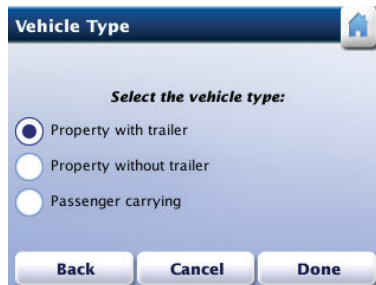 Vehicle Type
Select the vehicle type:
Property with trailer
Property without trailer
Passenger carrying
Back Cancel Done